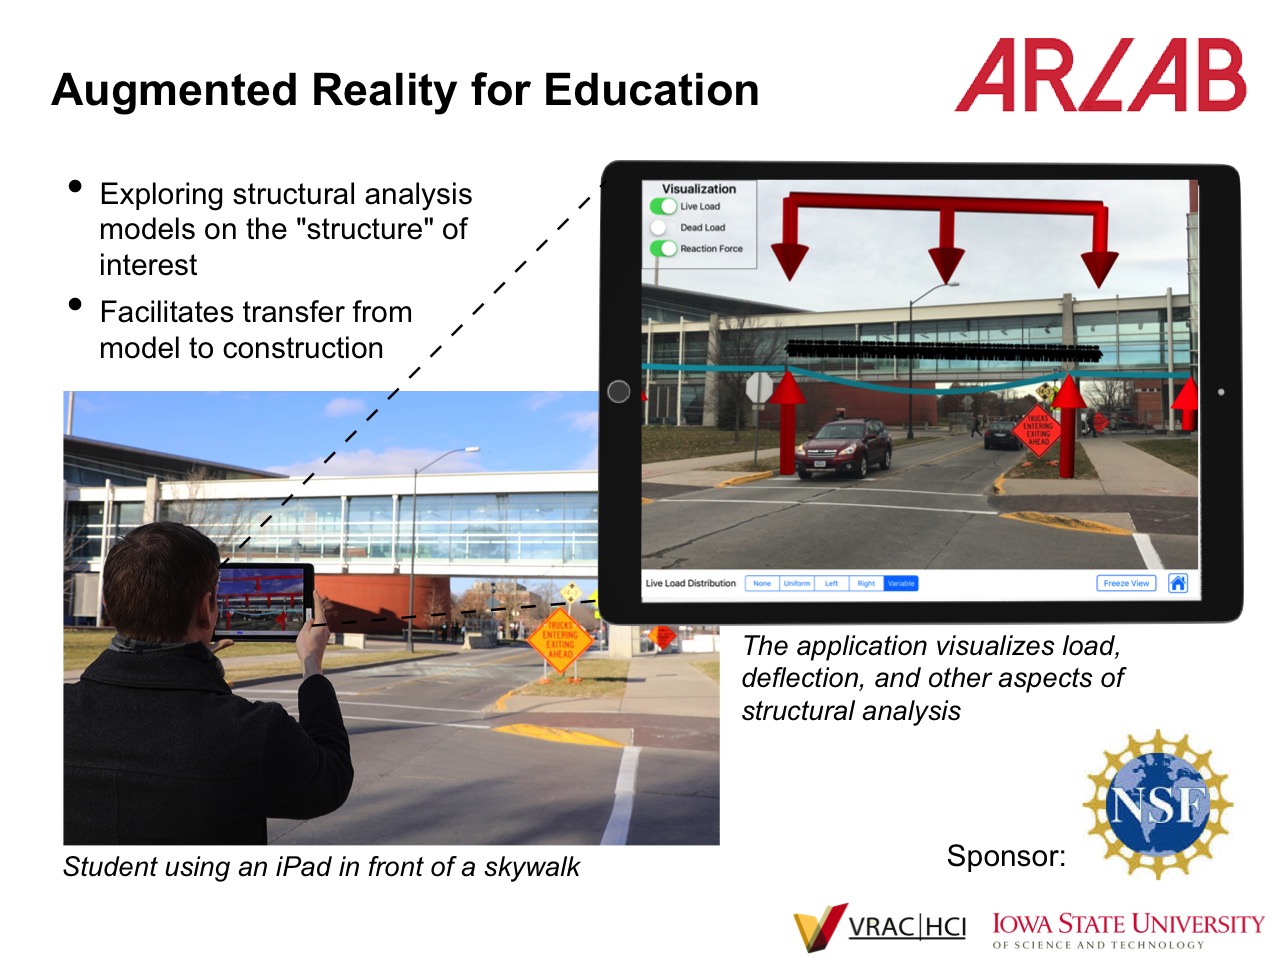 ARLAB
Augmented Reality for Education
• Exploring structural analysis
models on the "structure" of
interest
• Facilitates transfer from
model to construction
Visualization
Live Load
Dead Load
Reaction Force
TRUCKS
ENTERING
EXITING
AHEAD
Live Load Distribution
None
Uniform
Left
Right
Variable
Freeze View
TRUCKS
ENTERING
EXITING
AHEAD
The application visualizes load,
deflection, and other aspects of
structural analysis
Student using an iPad in front of a skywalk
Sponsor:
NSF
VRAC|HCI
IOWA STATE UNIVERSITY
OF SCIENCE AND TECHNOLOGY